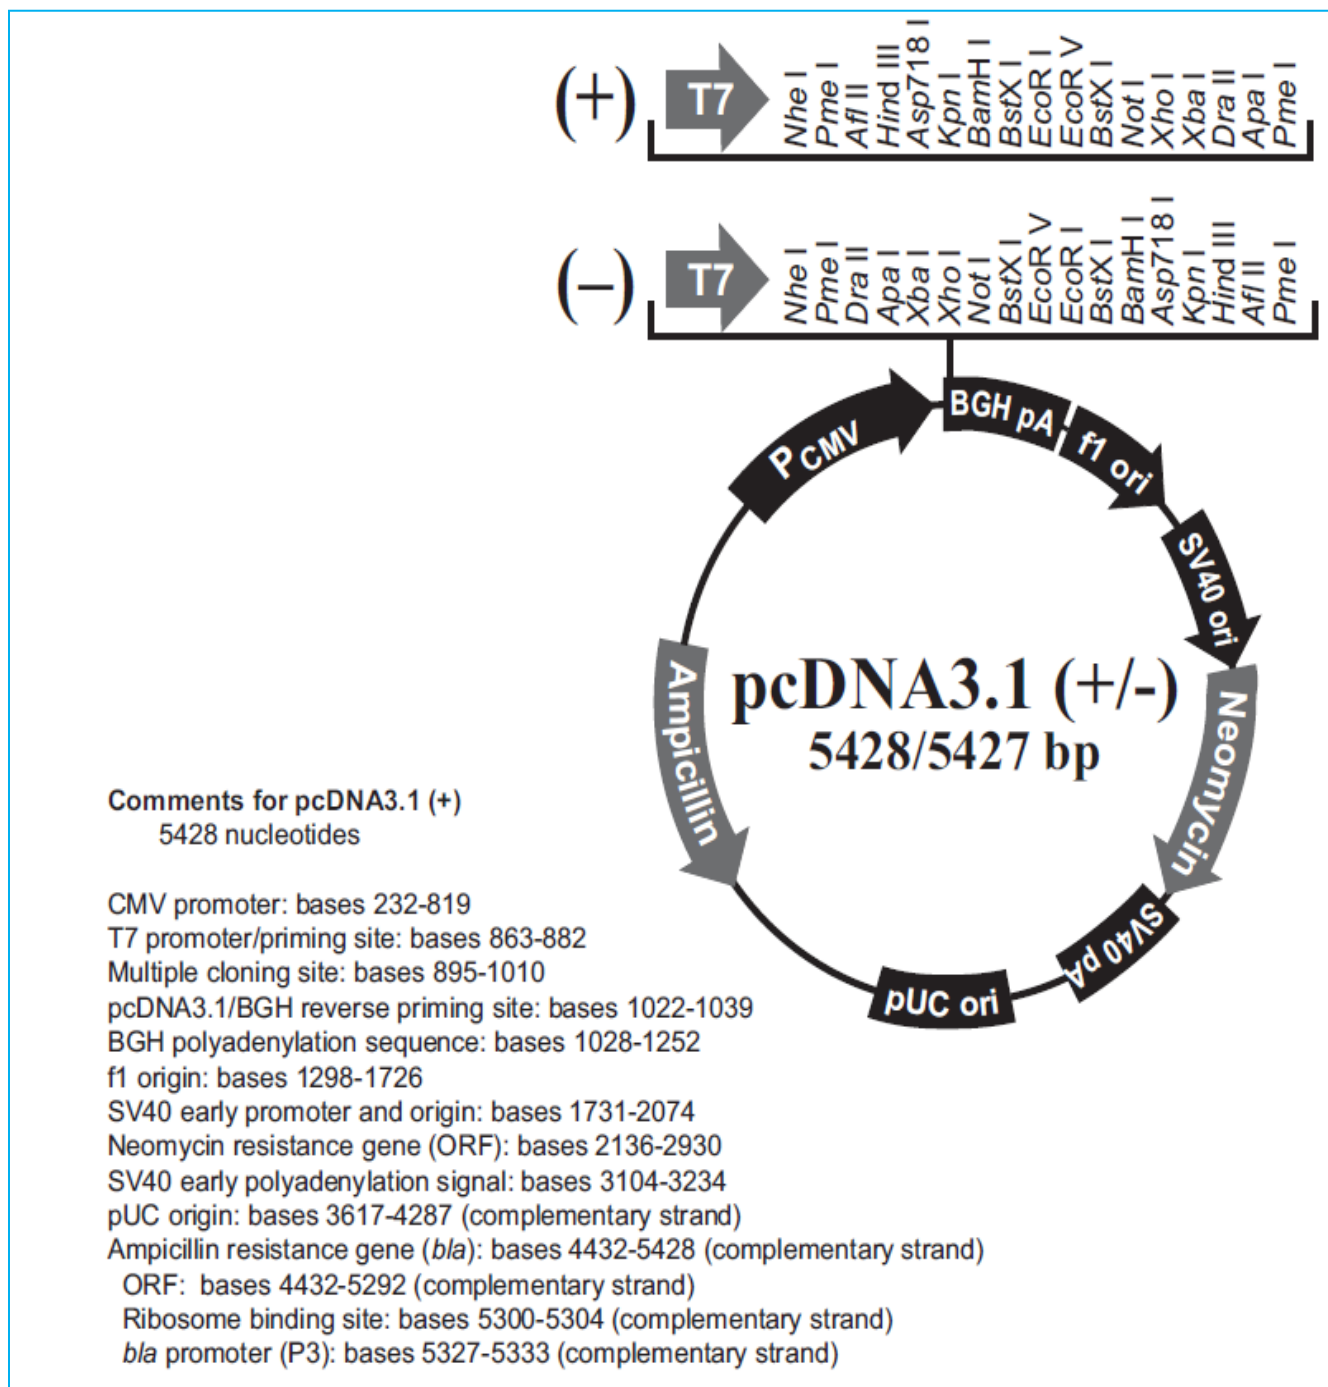 (+) T7 Nhe I Pme I Afl II Hind III Asp718 I Kpn I BamH I BstX I EcoR I EcoR V BstX I Not I Xho I Xba I Dra II Apa I Pme I
(–) T7 Nhe I Pme I Dra II Apa I Xba I Xho I Not I BstX I EcoR V EcoR I BstX I BamH I Asp718 I Kpn I Hind III Afl II Pme I
PCMV
BGH pA
f1 ori
SV40 ori
Neomycin
SV40 pA
pUC ori
Ampicillin
pcDNA3.1 (+/-)
5428/5427 bp
Comments for pcDNA3.1 (+)
5428 nucleotides
CMV promoter: bases 232-819
T7 promoter/priming site: bases 863-882
Multiple cloning site: bases 895-1010
pcDNA3.1/BGH reverse priming site: bases 1022-1039
BGH polyadenylation sequence: bases 1028-1252
f1 origin: bases 1298-1726
SV40 early promoter and origin: bases 1731-2074
Neomycin resistance gene (ORF): bases 2136-2930
SV40 early polyadenylation signal: bases 3104-3234
pUC origin: bases 3617-4287 (complementary strand)
Ampicillin resistance gene (bla): bases 4432-5428 (complementary strand)
ORF: bases 4432-5292 (complementary strand)
Ribosome binding site: bases 5300-5304 (complementary strand)
bla promoter (P3): bases 5327-5333 (complementary strand)